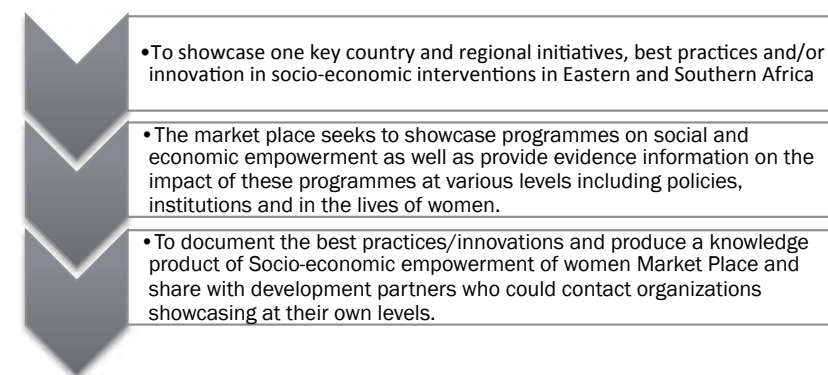 •To showcase one key country and regional initiatives, best practices and/or
innovation in socio-economic interventions in Eastern and Southern Africa
•The market place seeks to showcase programmes on social and
economic empowerment as well as provide evidence information on the
impact of these programmes at various levels including policies,
institutions and in the lives of women.
•To document the best practices/innovations and produce a knowledge
product of Socio-economic empowerment of women Market Place and
share with development partners who could contact organizations
showcasing at their own levels.